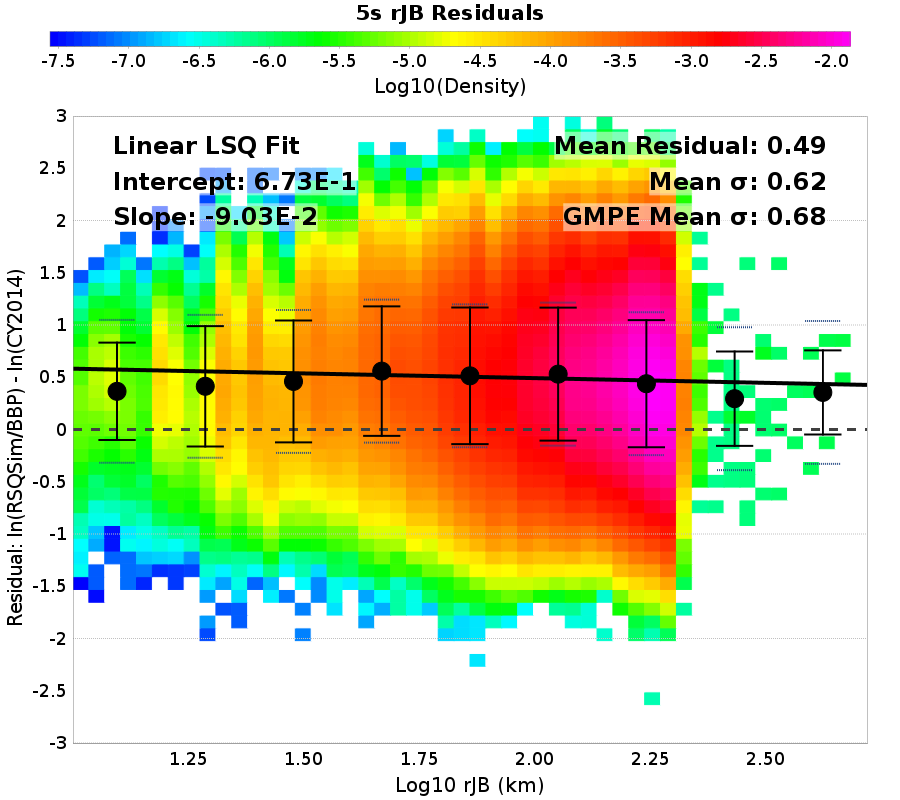 5s rJB Residuals
-7.5 -7.0 -6.5 -6.0 -5.5 -5.0 -4.5 -4.0 -3.5 -3.0 -2.5 -2.0
Log10(Density)
Linear LSQ Fit
Intercept: 6.73E-1
Slope: -9.03E-2
Mean Residual: 0.49
Mean σ: 0.62
GMPE Mean σ: 0.68
Residual: ln(RSQSim/BBP) - ln(CY2014)
3
2.5
2
1.5
1
0.5
0
-0.5
-1
-1.5
-2
-2.5
-3
1.25 1.50 1.75 2.00 2.25 2.50
Log10 rJB (km)